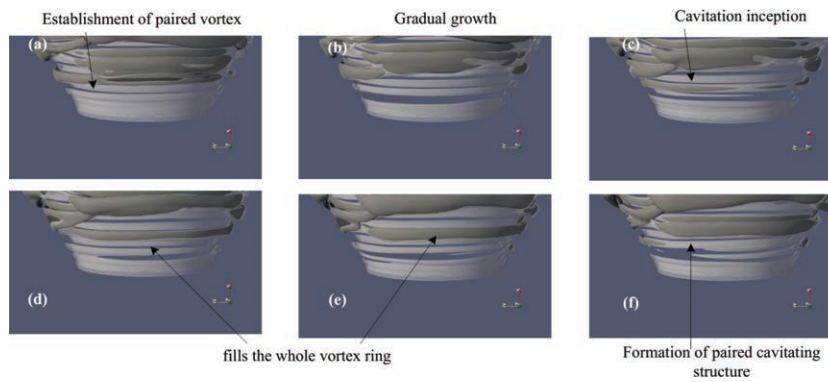 Establishment of paired vortex
Gradual growth
Cavitation inception
(a)
(b)
(c)
(d)
(e)
(f)
fills the whole vortex ring
Formation of paired cavitating
structure